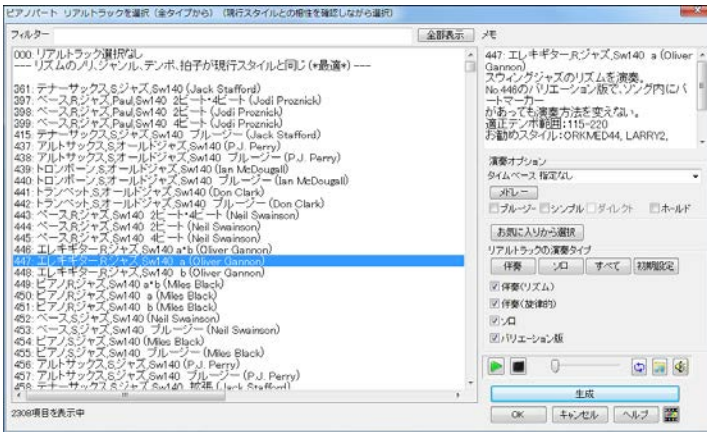 ピアノパート リアルトラックを選択（全タイプから）（現行スタイルとの相性を確認しながら選択）
フィルター
全部表示
メモ
000: リアルトラック選択なし
--- リズムのノリ、ジャンル、テンポ、拍子が現行スタイルと同じ (*最適*) ---
361: テナーサックス,S,ジャズ,Sw140 (Jack Stafford)
397: ベース,R,ジャズ,Paul,Sw140 2ビート・4ビート (Jodi Proznick)
398: ベース,R,ジャズ,Paul,Sw140 2ビート (Jodi Proznick)
399: ベース,R,ジャズ,Paul,Sw140 4ビート (Jodi Proznick)
415: テナーサックス,S,ジャズ,Sw140 ブルージー (Jack Stafford)
437: アルトサックス,S,オールドジャズ,Sw140 (P.J. Perry)
438: アルトサックス,S,オールドジャズ,Sw140 ブルージー (P.J. Perry)
439: トロンボーン,S,オールドジャズ,Sw140 (Ian McDougall)
440: トロンボーン,S,オールドジャズ,Sw140 ブルージー (Ian McDougall)
441: トランペット,S,オールドジャズ,Sw140 (Don Clark)
442: トランペット,S,オールドジャズ,Sw140 ブルージー (Don Clark)
443: ベース,R,ジャズ,Sw140 2ビート・4ビート (Neil Swainson)
444: ベース,R,ジャズ,Sw140 2ビート (Neil Swainson)
445: ベース,R,ジャズ,Sw140 4ビート (Neil Swainson)
446: エレキギター,R,ジャズ,Sw140 a*b (Oliver Gannon)
447: エレキギター,R,ジャズ,Sw140 a (Oliver Gannon)
448: エレキギター,R,ジャズ,Sw140 b (Oliver Gannon)
449: ピアノ,R,ジャズ,Sw140 a*b (Miles Black)
450: ピアノ,R,ジャズ,Sw140 a (Miles Black)
451: ピアノ,R,ジャズ,Sw140 b (Miles Black)
452: ベース,S,ジャズ,Sw140 (Neil Swainson)
453: ベース,S,ジャズ,Sw140 ブルージー (Neil Swainson)
454: ピアノ,S,ジャズ,Sw140 (Miles Black)
455: ピアノ,S,ジャズ,Sw140 ブルージー (Miles Black)
456: アルトサックス,S,ジャズ,Sw140 (P.J. Perry)
457: アルトサックス,S,ジャズ,Sw140 ブルージー (P.J. Perry)
458: テナーサックス,S,ジャズ,Sw140 拡張 (Jack Stafford)
2308項目を表示中
447: エレキギター,R,ジャズ,Sw140 a (Oliver
Gannon)
スウィングジャズのリズムを演奏。
No.446のバリエーション版で、ソング内にパ
ートマーカー
があっても演奏方法を変えない。
適正テンポ範囲:115-220
お勧めスタイル:ORKMED44, LARRY2,
演奏オプション
タイムベース 指定なし
メドレー
ブルージー シンプル ダイレクト ホールド
お気に入りから選択
リアルトラックの演奏タイプ
伴奏 ソロ すべて 初期設定
伴奏(リズム)
伴奏(旋律的)
ソロ
バリエーション版
生成
OK キャンセル ヘルプ